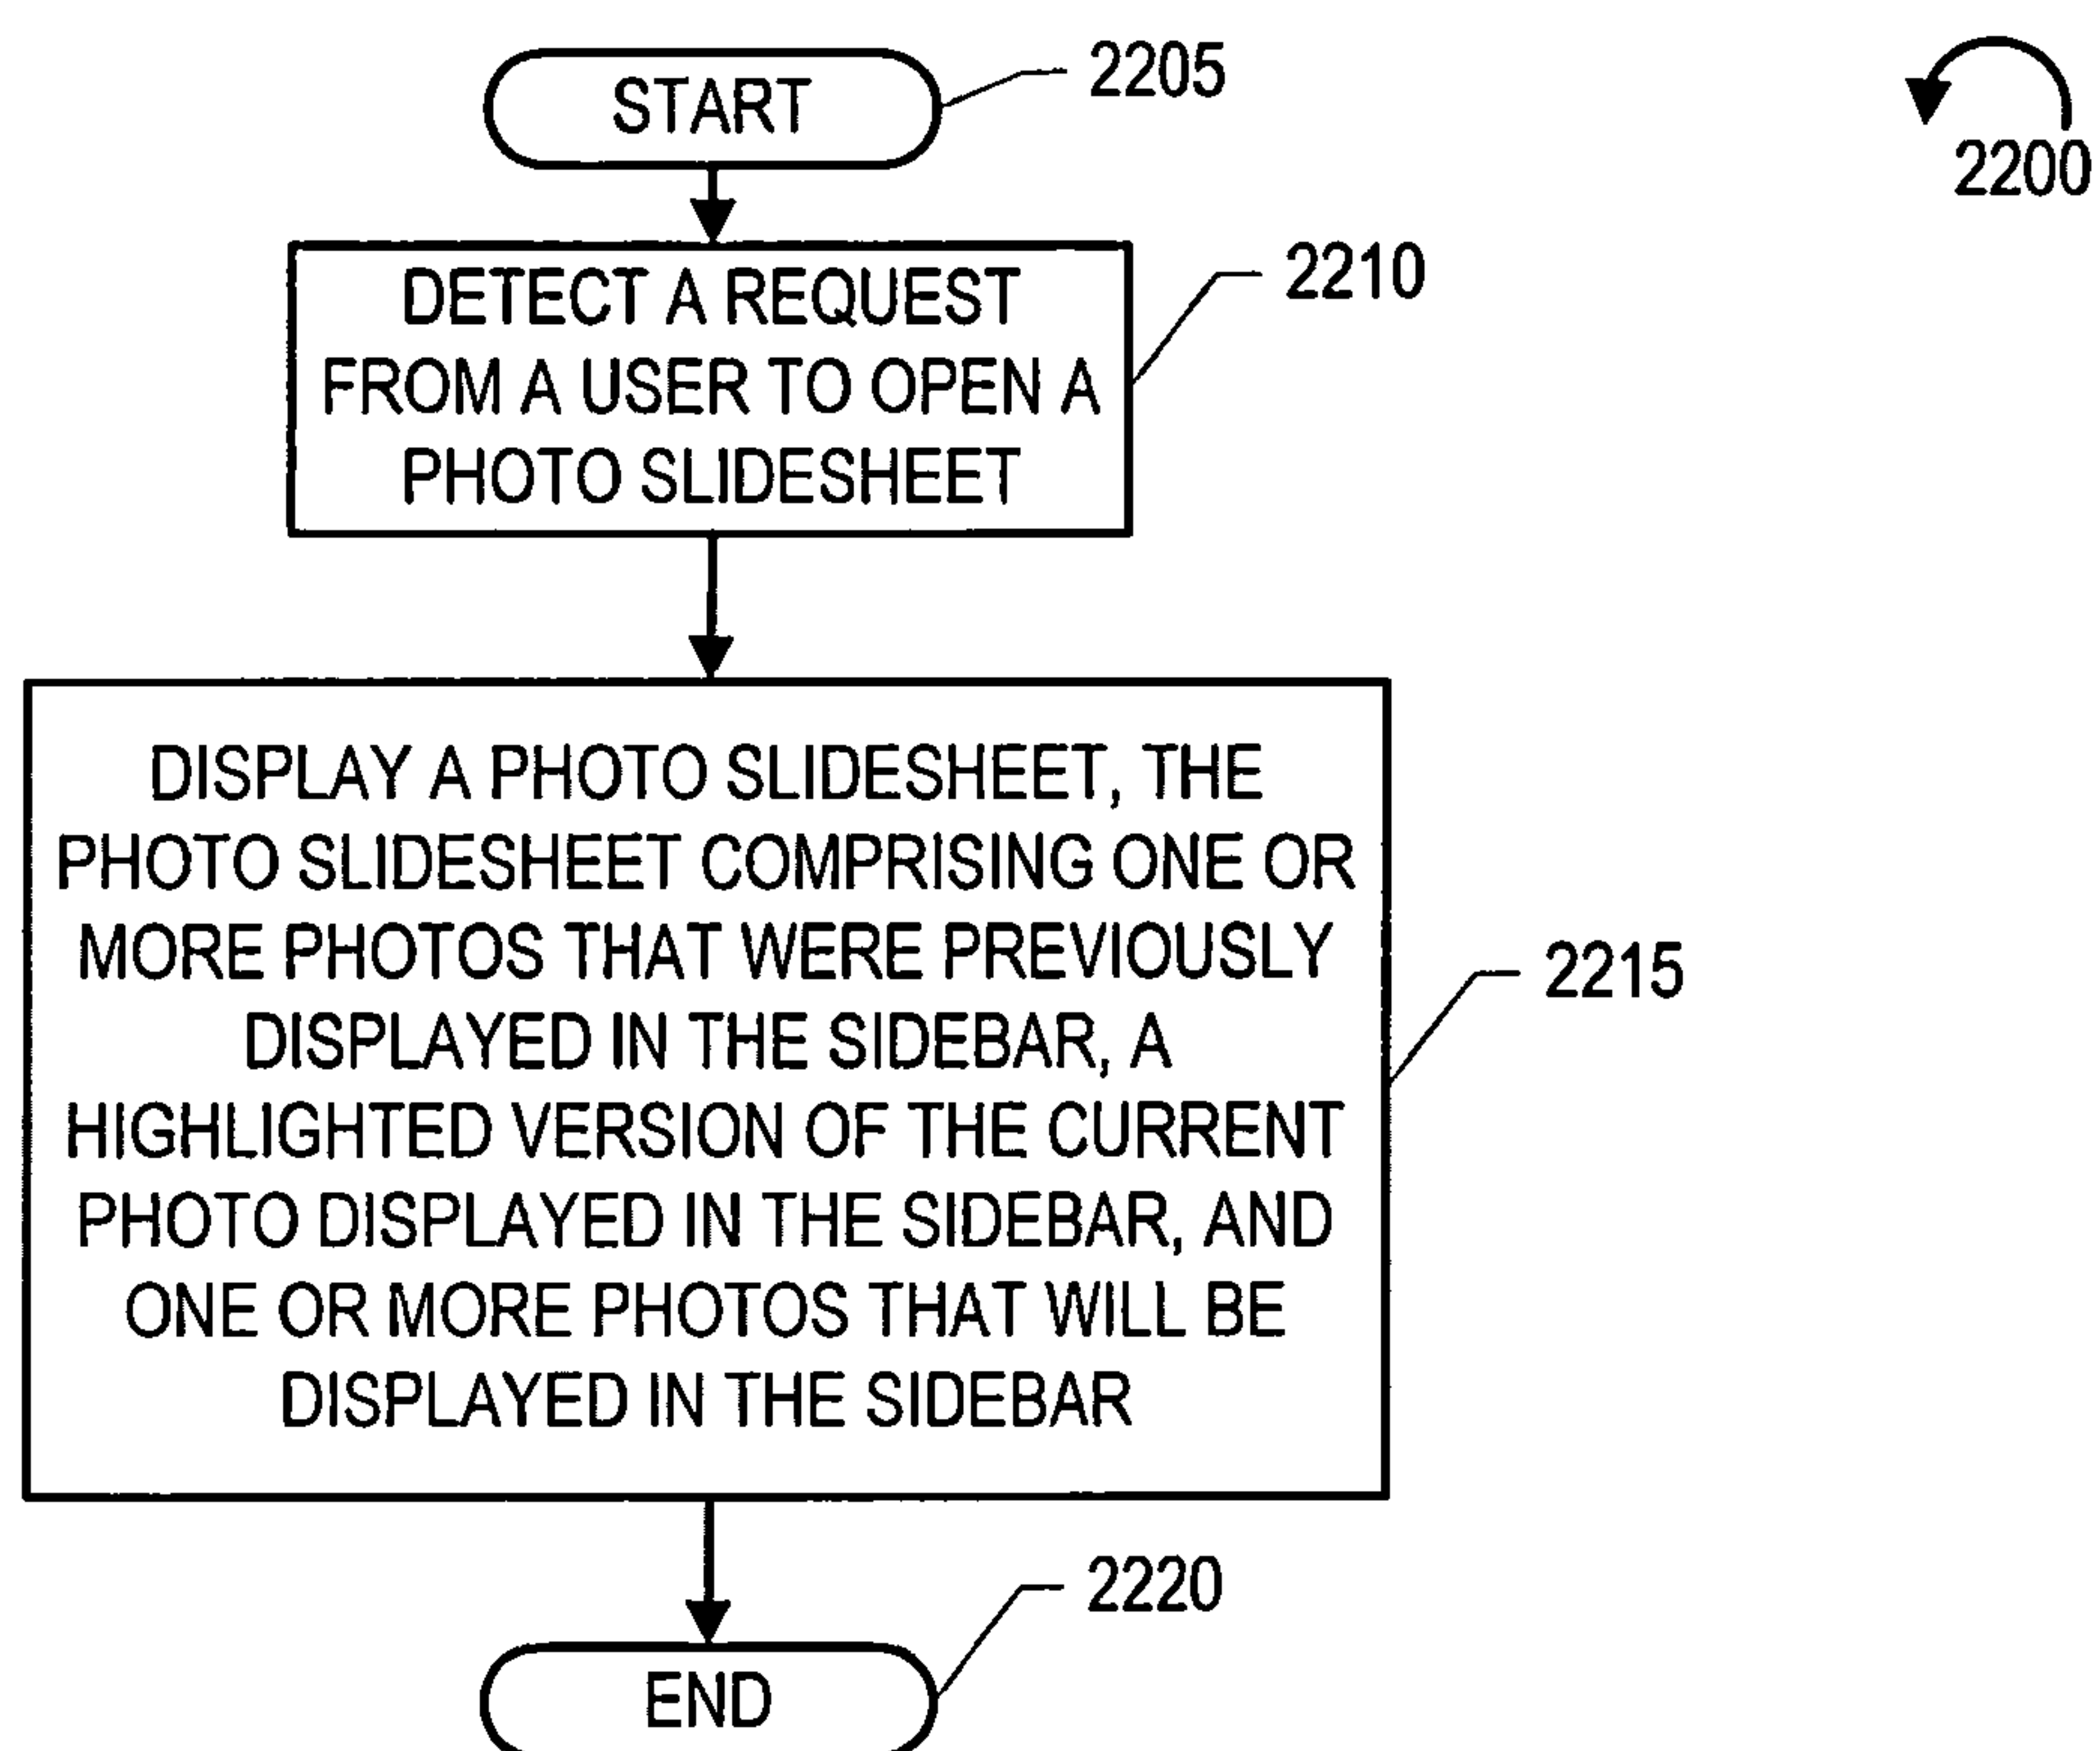 START
2205
2200
DETECT A REQUEST
FROM A USER TO OPEN A
PHOTO SLIDESHEET
2210
DISPLAY A PHOTO SLIDESHEET, THE
PHOTO SLIDESHEET COMPRISING ONE OR
MORE PHOTOS THAT WERE PREVIOUSLY
DISPLAYED IN THE SIDEBAR, A
HIGHLIGHTED VERSION OF THE CURRENT
PHOTO DISPLAYED IN THE SIDEBAR, AND
ONE OR MORE PHOTOS THAT WILL BE
DISPLAYED IN THE SIDEBAR
2215
END
2220